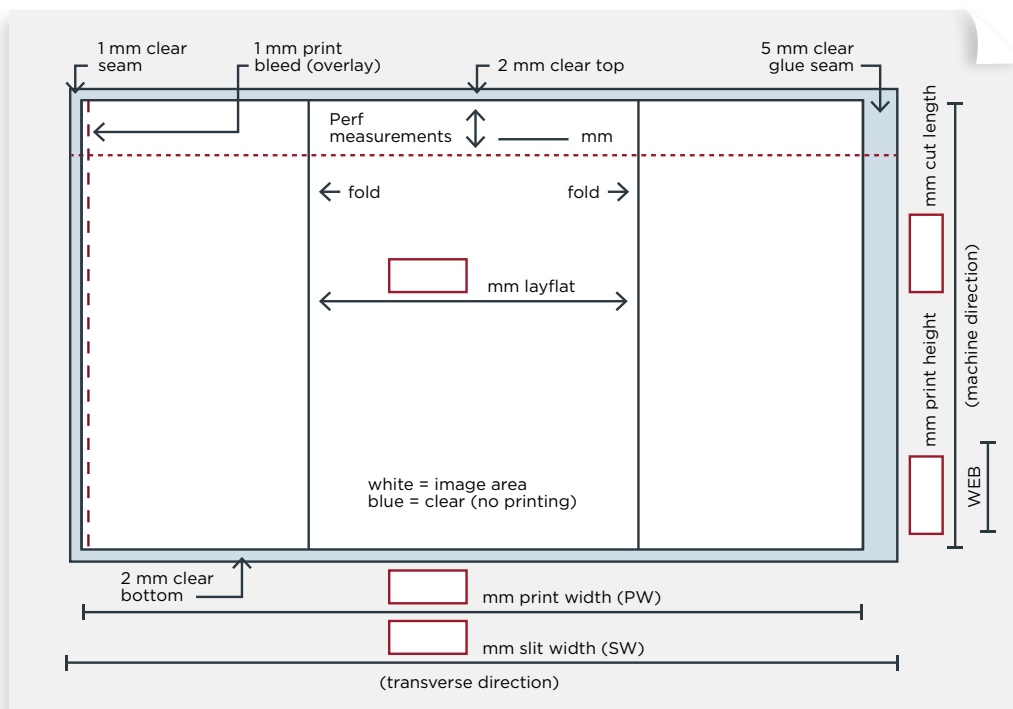 1 mm clear
seam
1 mm print
bleed (overlay)
2 mm clear top
5 mm clear
glue seam
Perf
measurements
mm
fold
fold
mm layflat
white = image area
blue = clear (no printing)
2 mm clear
bottom
mm print width (PW)
mm slit width (SW)
(transverse direction)
mm cut length
mm print height
(machine direction)
WEB